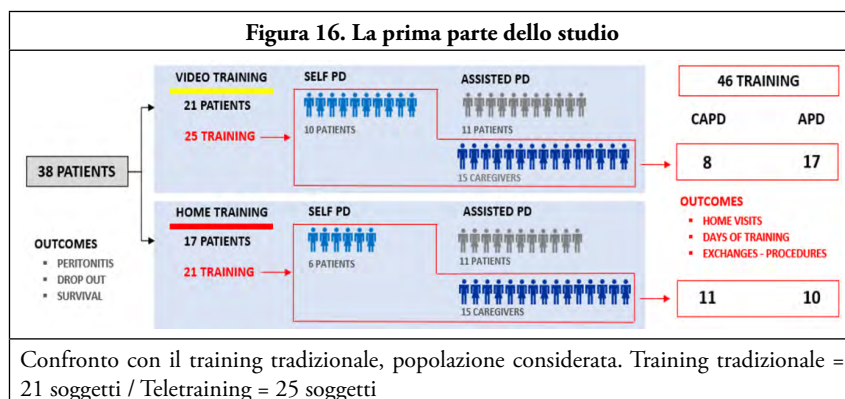 Figura 16. La prima parte dello studio
VIDEO TRAINING
SELF PD
ASSISTED PD
46 TRAINING
21 PATIENTS
25 TRAINING
10 PATIENTS
11 PATIENTS
CAPD
APD
15 CAREGIVERS
8
17
38 PATIENTS
HOME TRAINING
SELF PD
ASSISTED PD
OUTCOMES
▪ HOME VISITS
▪ DAYS OF TRAINING
▪ EXCHANGES - PROCEDURES
17 PATIENTS
21 TRAINING
6 PATIENTS
11 PATIENTS
OUTCOMES
▪ PERITONITIS
▪ DROP OUT
▪ SURVIVAL
15 CAREGIVERS
11
10
Confronto con il training tradizionale, popolazione considerata. Training tradizionale =
21 soggetti / Teletraining = 25 soggetti